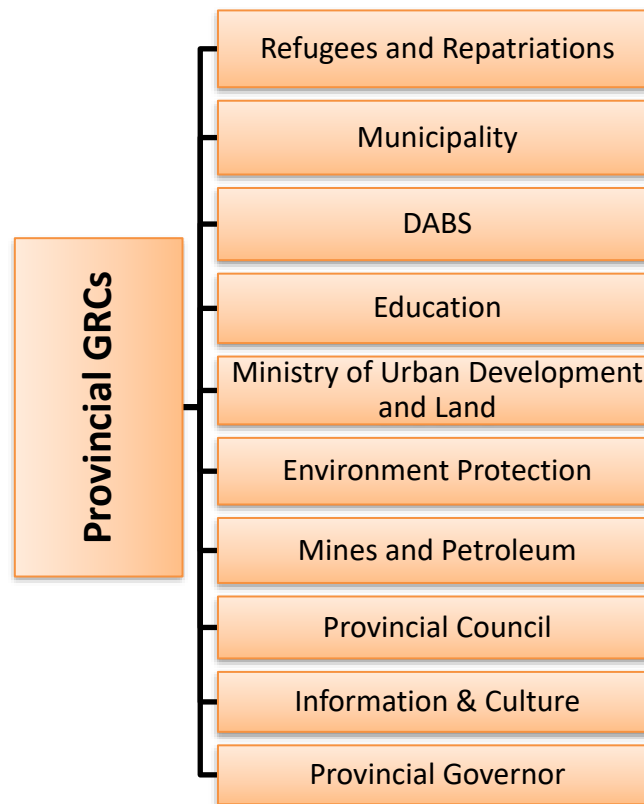 Provincial GRCs
Refugees and Repatriations
Municipality
DABS
Education
Ministry of Urban Development
and Land
Environment Protection
Mines and Petroleum
Provincial Council
Information & Culture
Provincial Governor